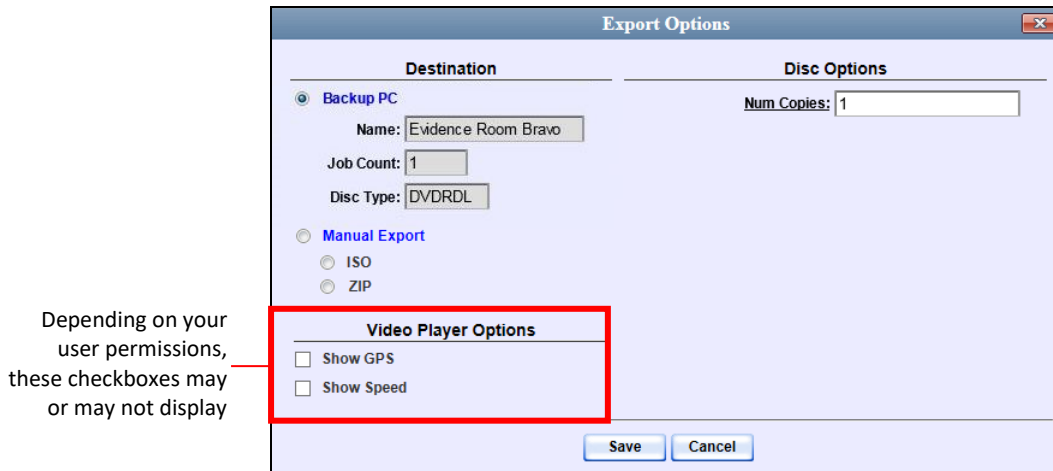 Export Options
Destination
Backup PC
Name: Evidence Room Bravo
Job Count: 1
Disc Type: DVDRDL
Manual Export
ISO
ZIP
Video Player Options
Show GPS
Show Speed
Disc Options
Num Copies: 1
Save Cancel
Depending on your
user permissions,
these checkboxes may
or may not display